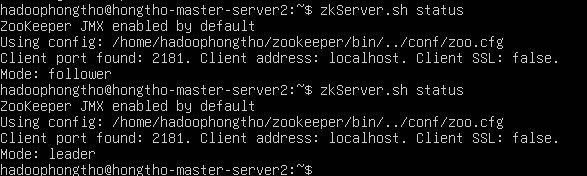 hadoophongtho@hongtho-master-server2:~$ zkServer.sh status
ZooKeeper JMX enabled by default
Using config: /home/hadoophongtho/zookeeper/bin/../conf/zoo.cfg
Client port found: 2181. Client address: localhost. Client SSL: false.
Mode: follower
hadoophongtho@hongtho-master-server2:~$ zkServer.sh status
ZooKeeper JMX enabled by default
Using config: /home/hadoophongtho/zookeeper/bin/../conf/zoo.cfg
Client port found: 2181. Client address: localhost. Client SSL: false.
Mode: leader
hadoophongtho@hongtho-master-server2:~$